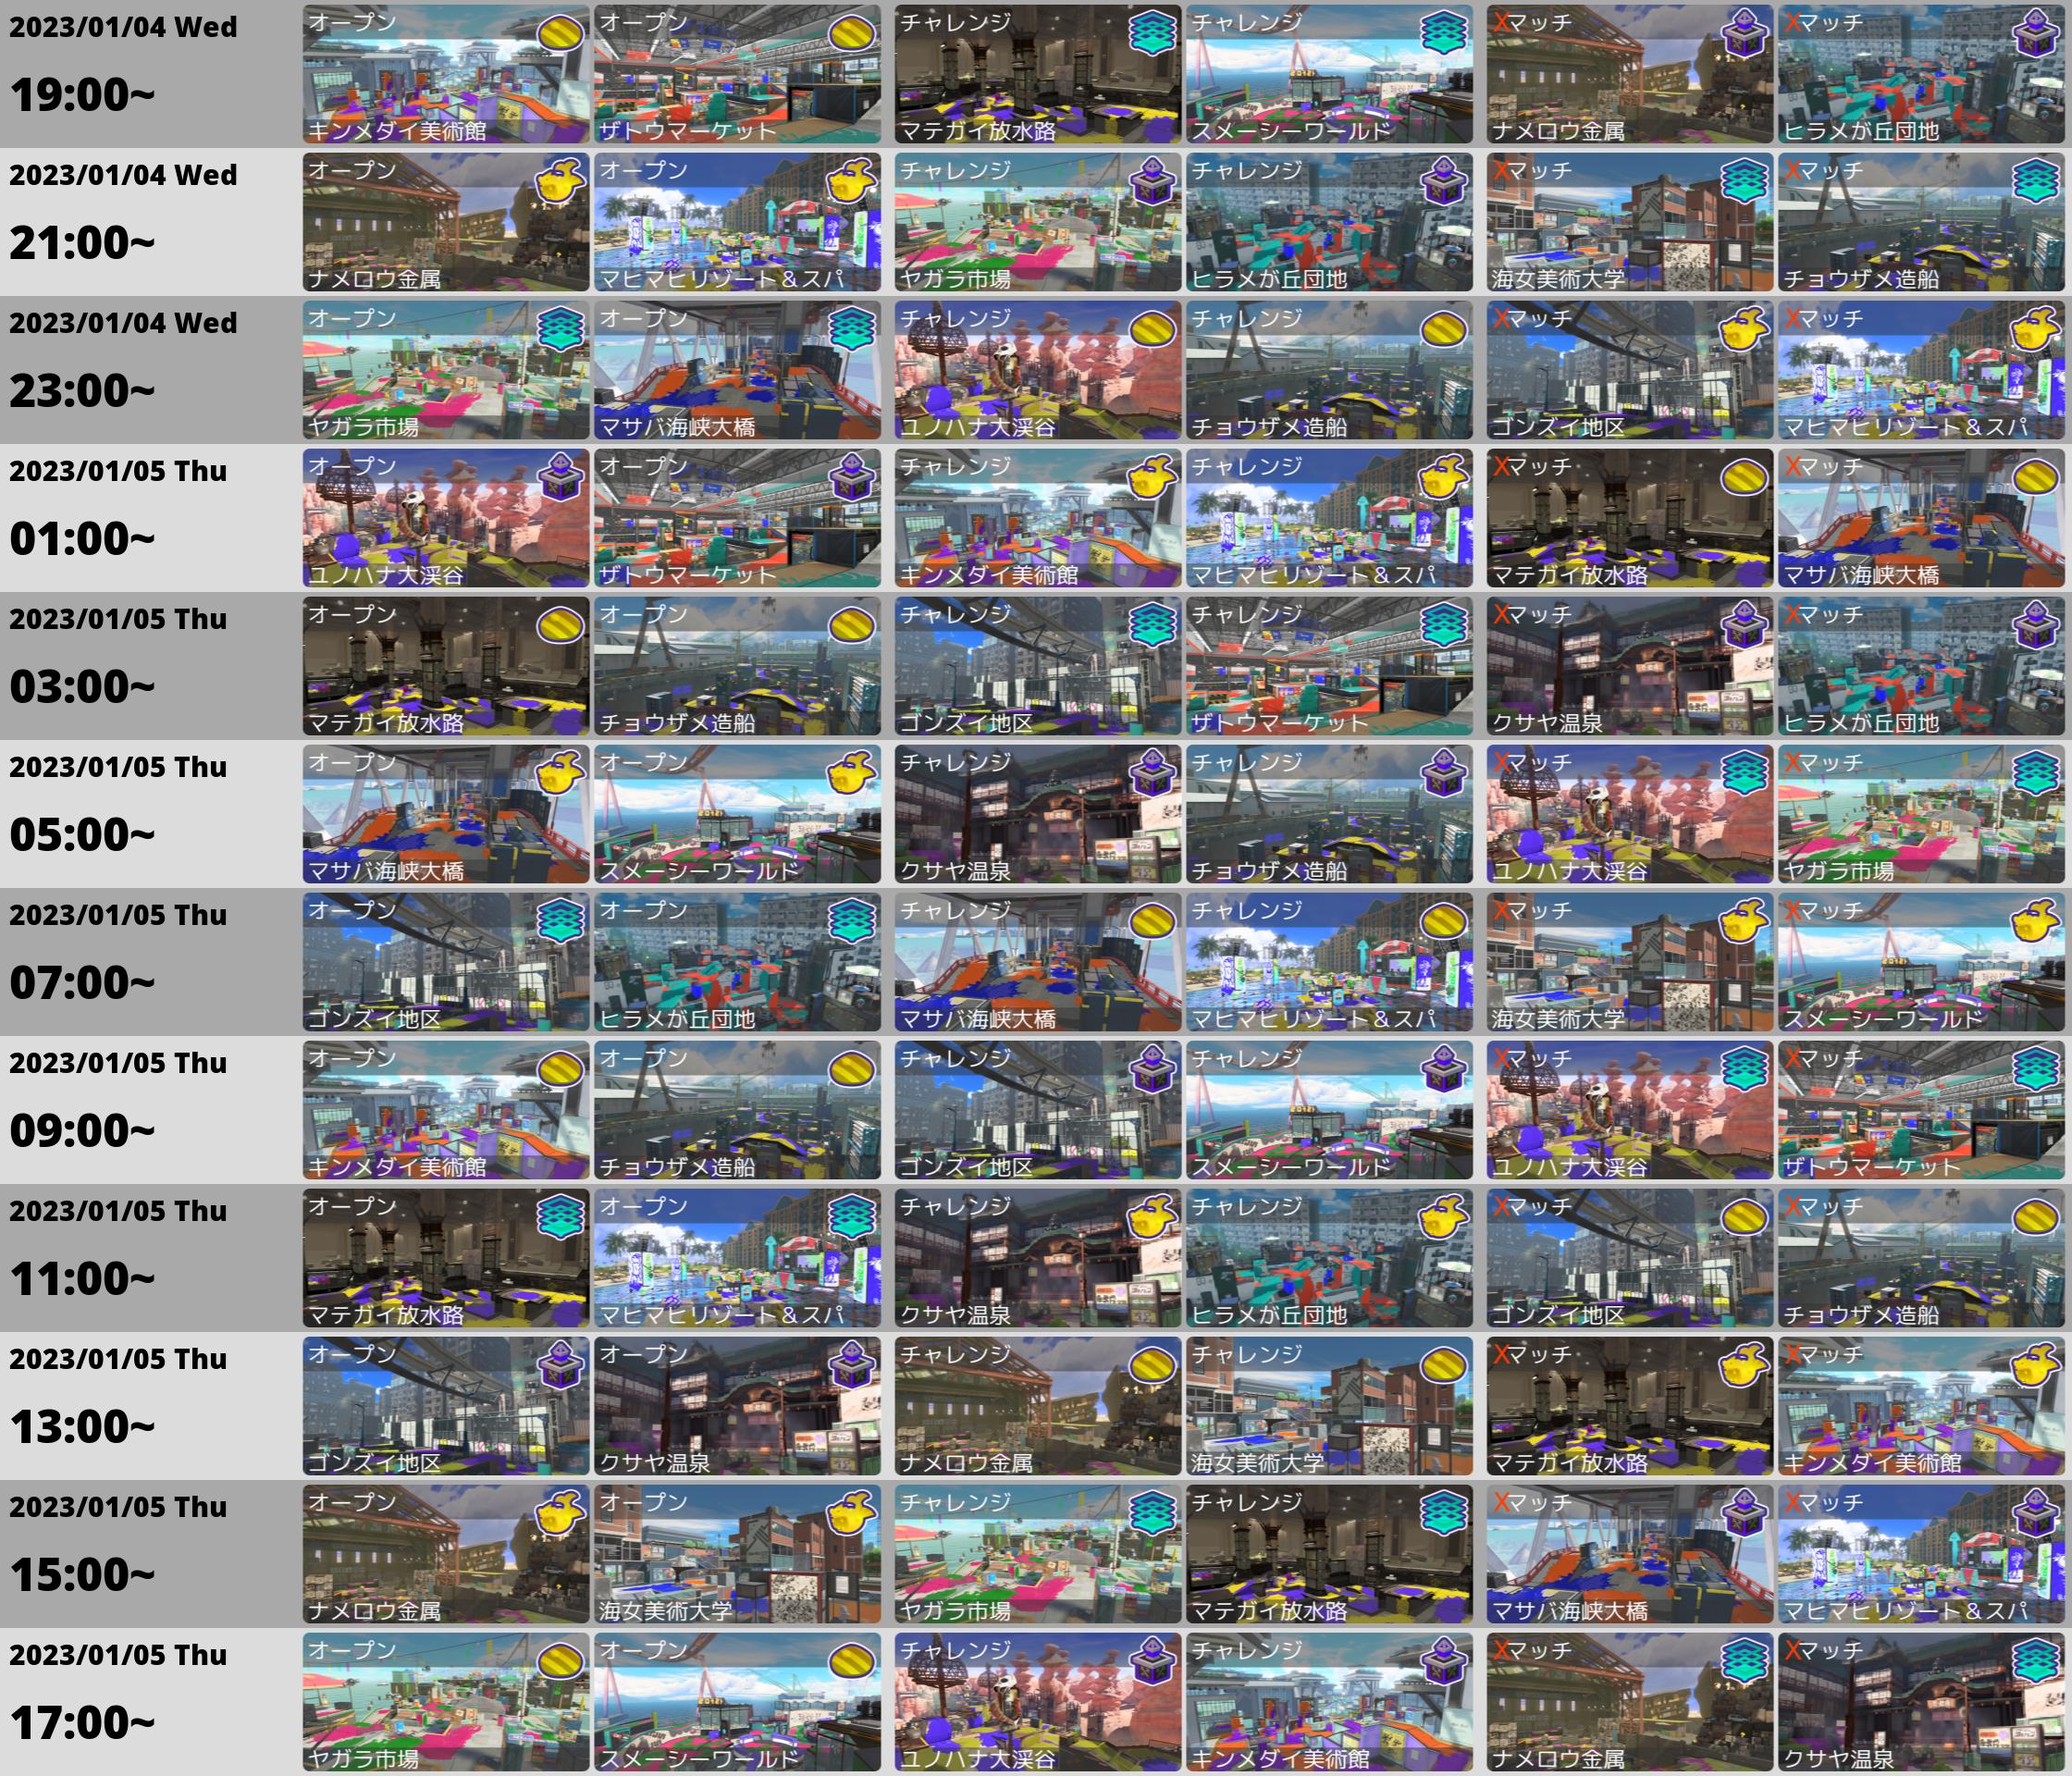 2023/01/04 Wed
19:00~
オープン
キンメダイ美術館
オープン
ザトウマーケット
チャレンジ
マテガイ放水路
チャレンジ
スメーシーワールド
Xマッチ
ナメロウ金属
Xマッチ
ヒラメが丘団地
2023/01/04 Wed
21:00~
オープン
ナメロウ金属
オープン
マヒマヒリゾート&スパ
チャレンジ
ヤガラ市場
チャレンジ
ヒラメが丘団地
Xマッチ
海女美術大学
Xマッチ
チョウザメ造船
2023/01/04 Wed
23:00~
オープン
ヤガラ市場
オープン
マサバ海峡大橋
チャレンジ
ユノハナ大渓谷
チャレンジ
チョウザメ造船
Xマッチ
ゴンズイ地区
Xマッチ
マヒマヒリゾート&スパ
2023/01/05 Thu
01:00~
オープン
ユノハナ大渓谷
オープン
ザトウマーケット
チャレンジ
キンメダイ美術館
チャレンジ
マヒマヒリゾート&スパ
Xマッチ
マテガイ放水路
Xマッチ
マサバ海峡大橋
2023/01/05 Thu
03:00~
オープン
マテガイ放水路
オープン
チョウザメ造船
チャレンジ
ゴンズイ地区
チャレンジ
ザトウマーケット
Xマッチ
クサヤ温泉
Xマッチ
ヒラメが丘団地
2023/01/05 Thu
05:00~
オープン
マサバ海峡大橋
オープン
スメーシーワールド
チャレンジ
クサヤ温泉
チャレンジ
チョウザメ造船
Xマッチ
ユノハナ大渓谷
Xマッチ
ヤガラ市場
2023/01/05 Thu
07:00~
オープン
ゴンズイ地区
オープン
ヒラメが丘団地
チャレンジ
マサバ海峡大橋
チャレンジ
マヒマヒリゾート&スパ
Xマッチ
海女美術大学
Xマッチ
スメーシーワールド
2023/01/05 Thu
09:00~
オープン
キンメダイ美術館
オープン
チョウザメ造船
チャレンジ
ゴンズイ地区
チャレンジ
スメーシーワールド
Xマッチ
ユノハナ大渓谷
Xマッチ
ザトウマーケット
2023/01/05 Thu
11:00~
オープン
マテガイ放水路
オープン
マヒマヒリゾート&スパ
チャレンジ
クサヤ温泉
チャレンジ
ヒラメが丘団地
Xマッチ
ゴンズイ地区
Xマッチ
チョウザメ造船
2023/01/05 Thu
13:00~
オープン
ゴンズイ地区
オープン
クサヤ温泉
チャレンジ
ナメロウ金属
チャレンジ
海女美術大学
Xマッチ
マテガイ放水路
Xマッチ
キンメダイ美術館
2023/01/05 Thu
15:00~
オープン
ナメロウ金属
オープン
海女美術大学
チャレンジ
ヤガラ市場
チャレンジ
マテガイ放水路
Xマッチ
マサバ海峡大橋
Xマッチ
マヒマヒリゾート&スパ
2023/01/05 Thu
17:00~
オープン
ヤガラ市場
オープン
スメーシーワールド
チャレンジ
ユノハナ大渓谷
チャレンジ
キンメダイ美術館
Xマッチ
ナメロウ金属
Xマッチ
クサヤ温泉